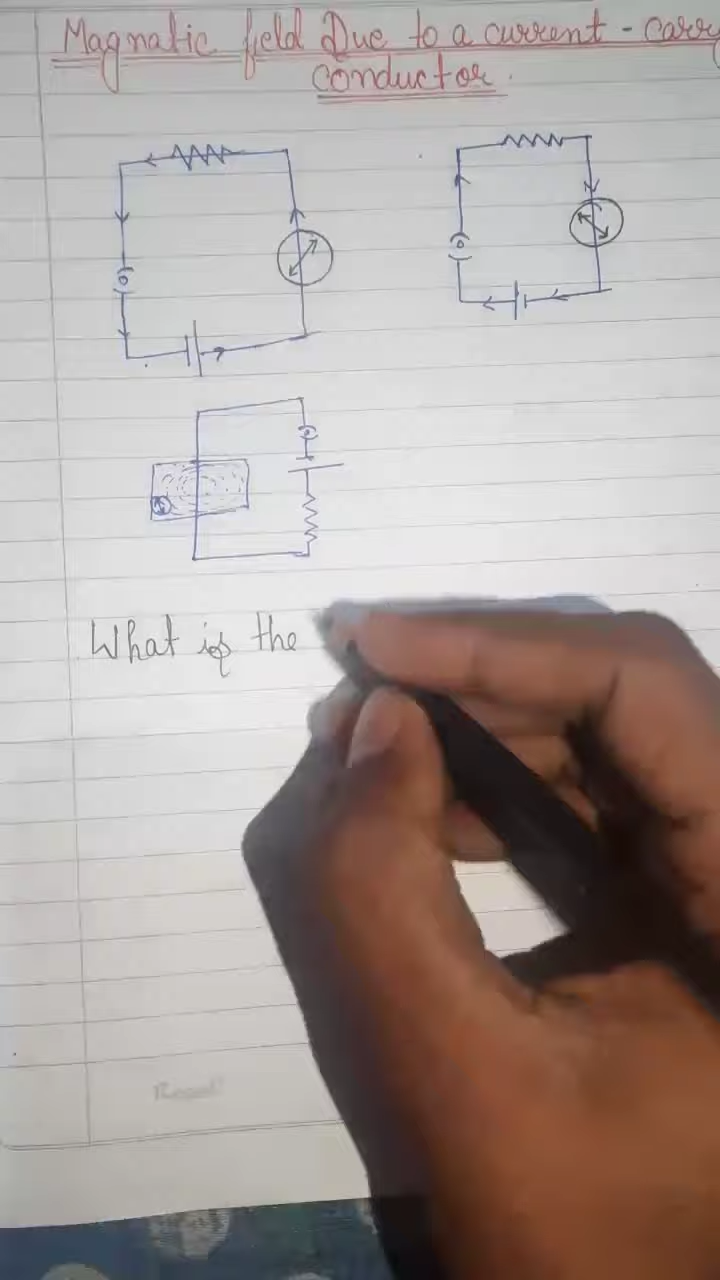 Magnatic field Due to a current - carry
conductor.
What is the